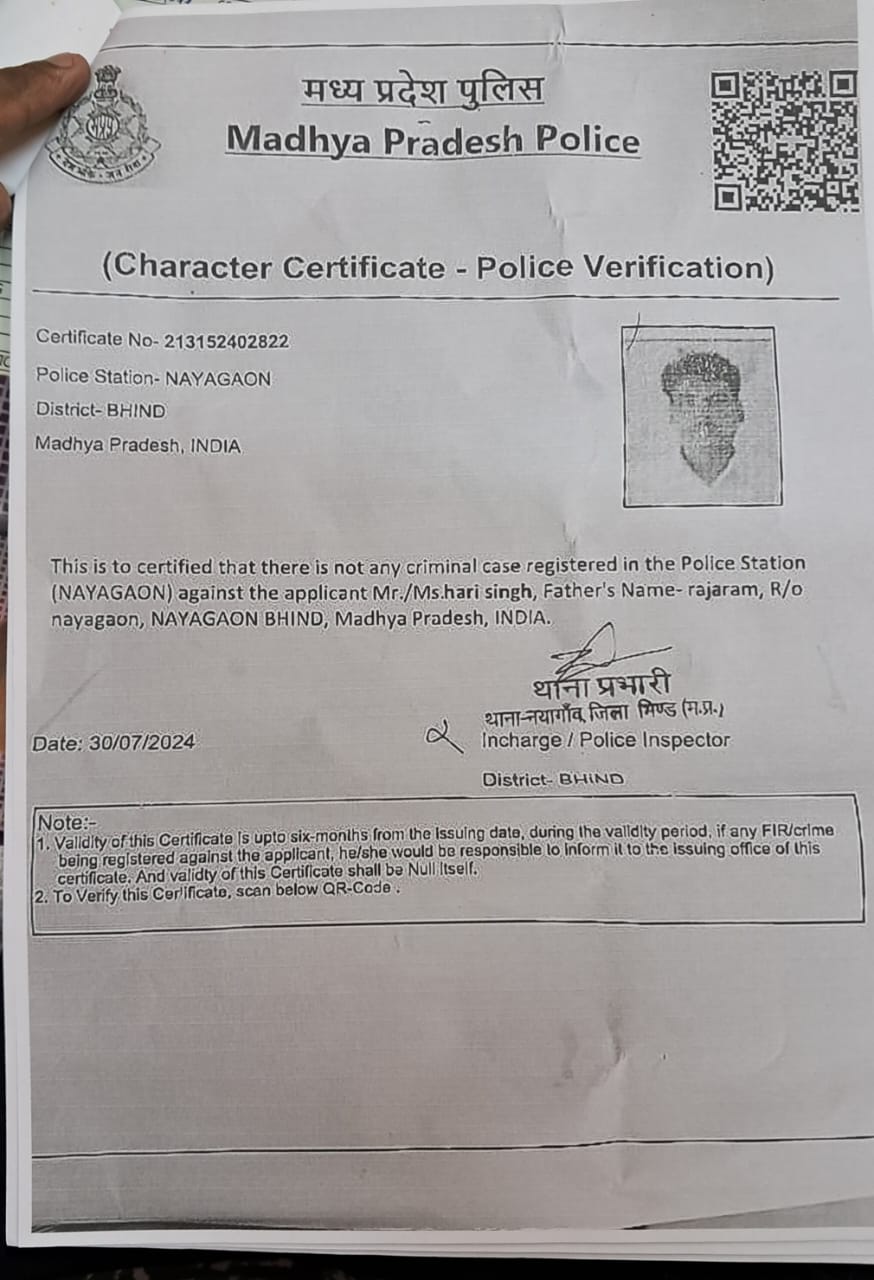 मध्य प्रदेश पुलिस
Madhya Pradesh Police
(Character Certificate - Police Verification)
Certificate No- 213152402822
Police Station- NAYAGAON
District- BHIND
Madhya Pradesh, INDIA
This is to certified that there is not any criminal case registered in the Police Station
(NAYAGAON) against the applicant Mr./Ms.hari singh, Father's Name- rajaram, R/o
nayagaon, NAYAGAON BHIND, Madhya Pradesh, INDIA.
थाना प्रभारी
थाना-नयागाँव, जिला भिण्ड (म.प्र.)
Date: 30/07/2024
Incharge / Police Inspector
District- BHIND
Note:-
1. Validity of this Certificate is upto six-months from the issuing date, during the validity period, if any FIR/crime
being registered against the applicant, he/she would be responsible to inform it to the issuing office of this
certificate. And validty of this Certificate shall be Null itself.
2. To Verify this Certificate, scan below QR-Code .